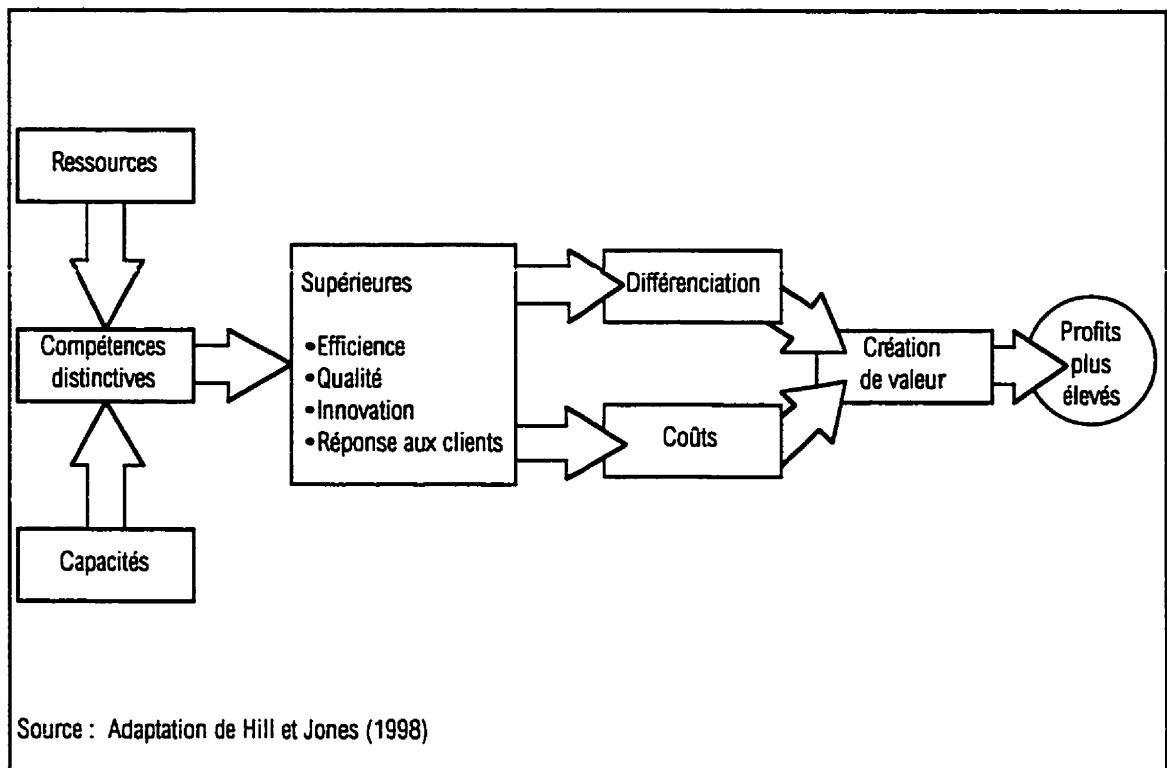 Ressources
Compétences
distinctives
Capacités
Supérieures
•Efficience
•Qualité
•Innovation
•Réponse aux clients
Différenciation
Coûts
Création
de valeur
Profits
plus
élevés
Source : Adaptation de Hill et Jones (1998)